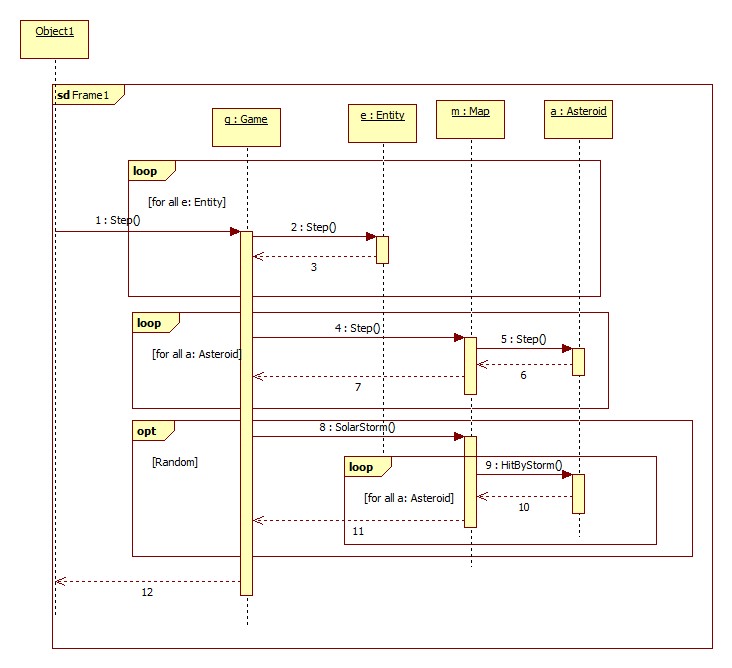 Object1
sd Frame1
g : Game
e : Entity
m : Map
a : Asteroid
loop
[for all e: Entity]
1 : Step()
2 : Step()
3
loop
4 : Step()
5 : Step()
[for all a: Asteroid]
6
7
opt
8 : SolarStorm()
[Random]
loop
9 : HitByStorm()
[for all a: Asteroid]
10
11
12